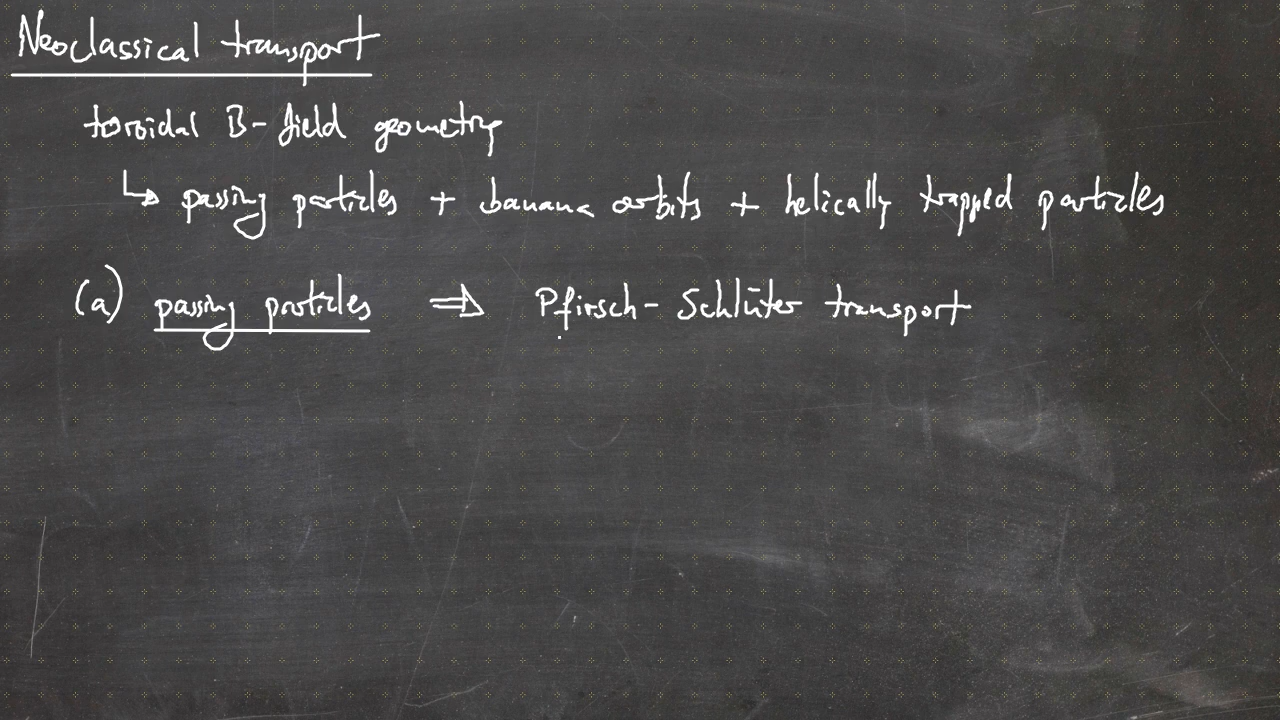 Neoclassical transport
toroidal B-field geometry
↳ passing particles + banana orbits + helically trapped particles
(a) passing particles ⇒ Pfirsch-Schlüter transport